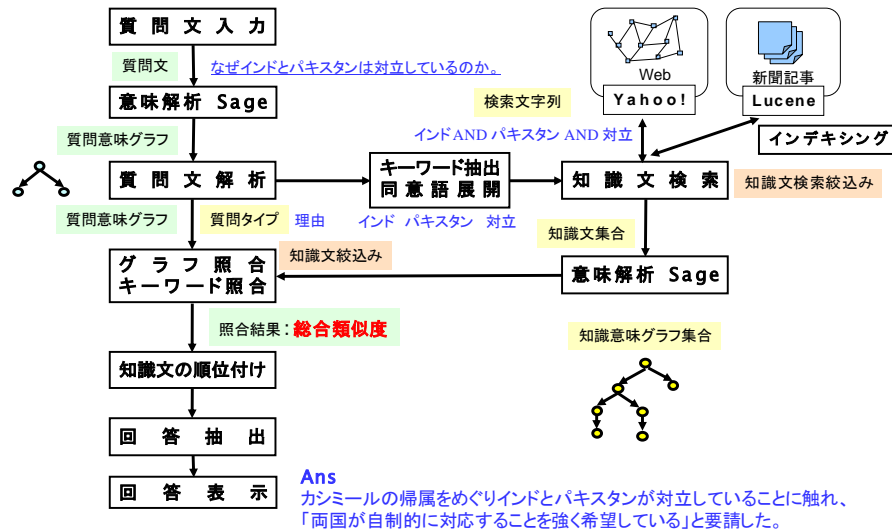 質問文入力
質問文
なぜインドとパキスタンは対立しているのか。
意味解析 Sage
質問意味グラフ
質問文解析
質問意味グラフ
質問タイプ
理由
キーワード抽出
同意語展開
インド パキスタン 対立
Web
Yahoo!
新聞記事
Lucene
検索文字列
インドAND パキスタン AND 対立
インデキシング
知識文検索
知識文検索絞込み
知識文集合
意味解析 Sage
知識文絞込み
グラフ照合
キーワード照合
照合結果：総合類似度
知識意味グラフ集合
知識文の順位付け
回答抽出
回答表示
Ans
カシミールの帰属をめぐりインドとパキスタンが対立していることに触れ、
「両国が自制的に対応することを強く希望している」と要請した。